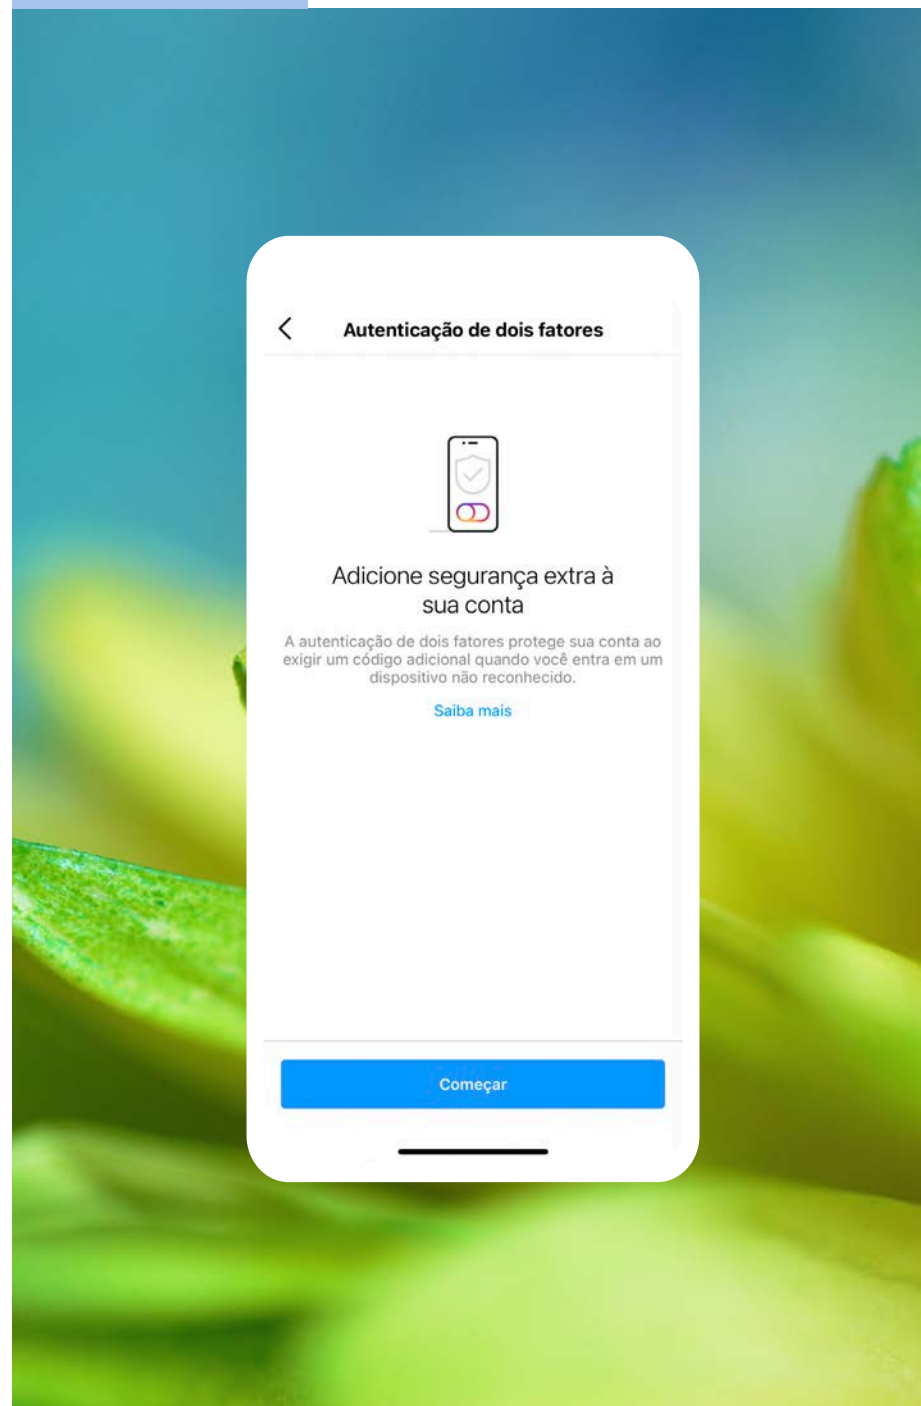 Autenticação de dois fatores
Adicione segurança extra à
sua conta
A autenticação de dois fatores protege sua conta ao
exigir um código adicional quando você entra em um
dispositivo não reconhecido.
Saiba mais
Começar